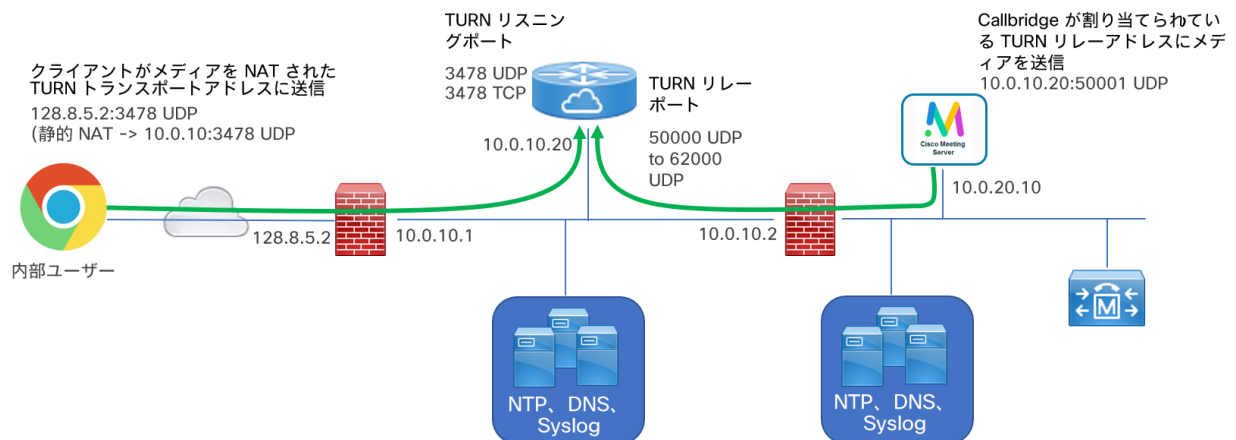 クライアントがメディアを NAT された
TURN トランスポートアドレスに送信
128.8.5.2:3478 UDP
(静的 NAT -> 10.0.10:3478 UDP
TURN リスニン
グポート
3478 UDP
3478 TCP
TURN リレー
ポート
50000 UDP
to 62000
UDP
Callbridge が割り当てられてい
る TURN リレーアドレスにメデ
ィアを送信
10.0.10.20:50001 UDP
Cisco Meeting
Server
10.0.10.20
10.0.20.10
128.8.5.2
10.0.10.1
10.0.10.2
内部ユーザー
M
NTP、DNS、
Syslog
NTP、DNS、
Syslog